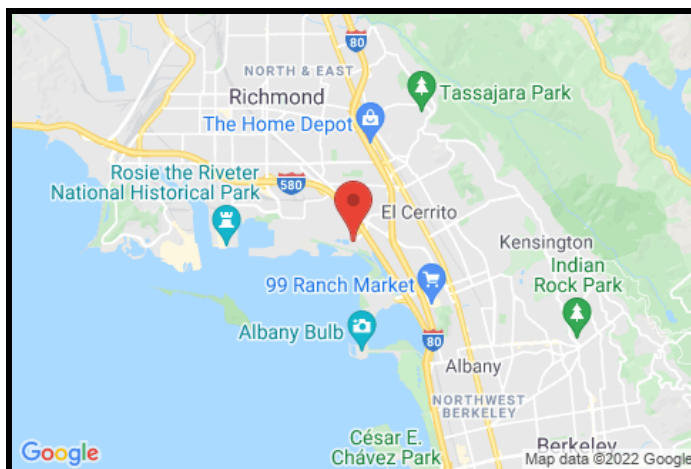 80
NORTH & EAST
Richmond
Tassajara Park
The Home Depot
Rosie the Riveter
National Historical Park
580
El Cerrito
Kensington
Indian
Rock Park
99 Ranch Market
Albany Bulb
80
Albany
NORTHWEST
BERKELEY
César E.
Chávez Park
Berkeley
Google
Map data ©2022 Google